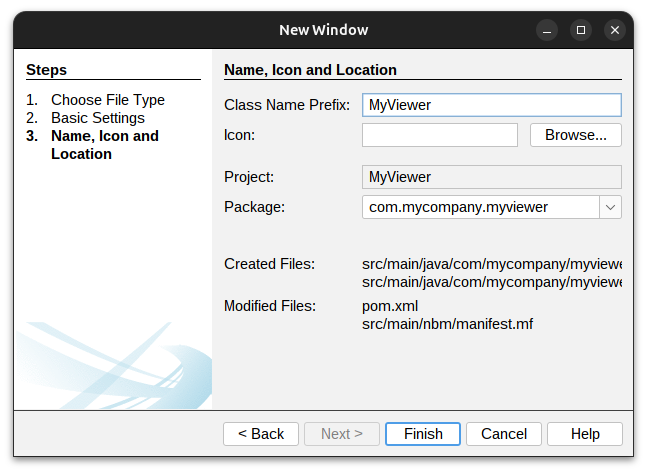 New Window
Steps
1. Choose File Type
2. Basic Settings
3. Name, Icon and
Location
Name, Icon and Location
Class Name Prefix: MyViewer
Icon: Browse...
Project: MyViewer
Package: com.mycompany.myviewer
Created Files: src/main/java/com/mycompany/myviewe
src/main/java/com/mycompany/myviewe
Modified Files: pom.xml
src/main/nbm/manifest.mf
< Back Next > Finish Cancel Help